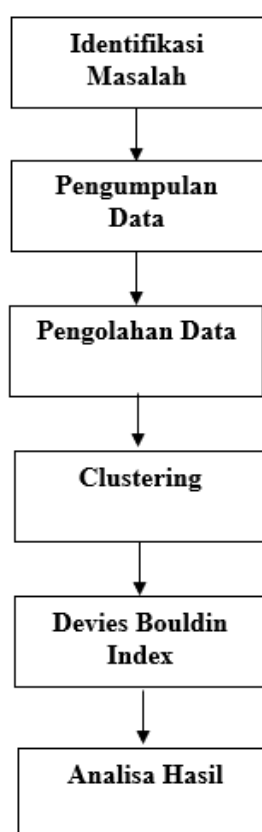 Identifikasi
Masalah
Pengumpulan
Data
Pengolahan Data
Clustering
Devies Bouldin
Index
Analisa Hasil